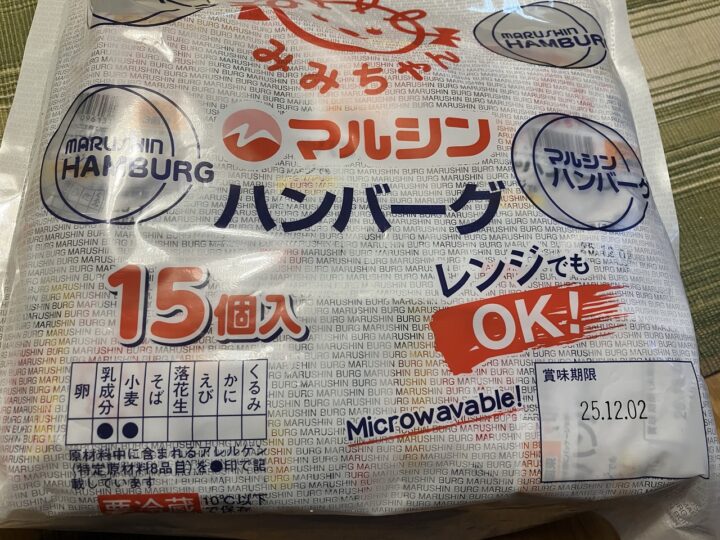 MARUSHIN
HAMBUR
みみちゃん
マルシン
ハンバーグ
MARUSHIN
HAMBURG
マルシン
ハンバーグ
15個入
レンジでも
OK!
Microwavable!
卵
乳成分
小麦
そば
落花生
えび
かに
くるみ
● ●
原材料中に含まれるアレルゲン
(特定原材料8品目)を●印で記
載しています
要冷蔵 10℃以下
で保存
賞味期限
25.12.02